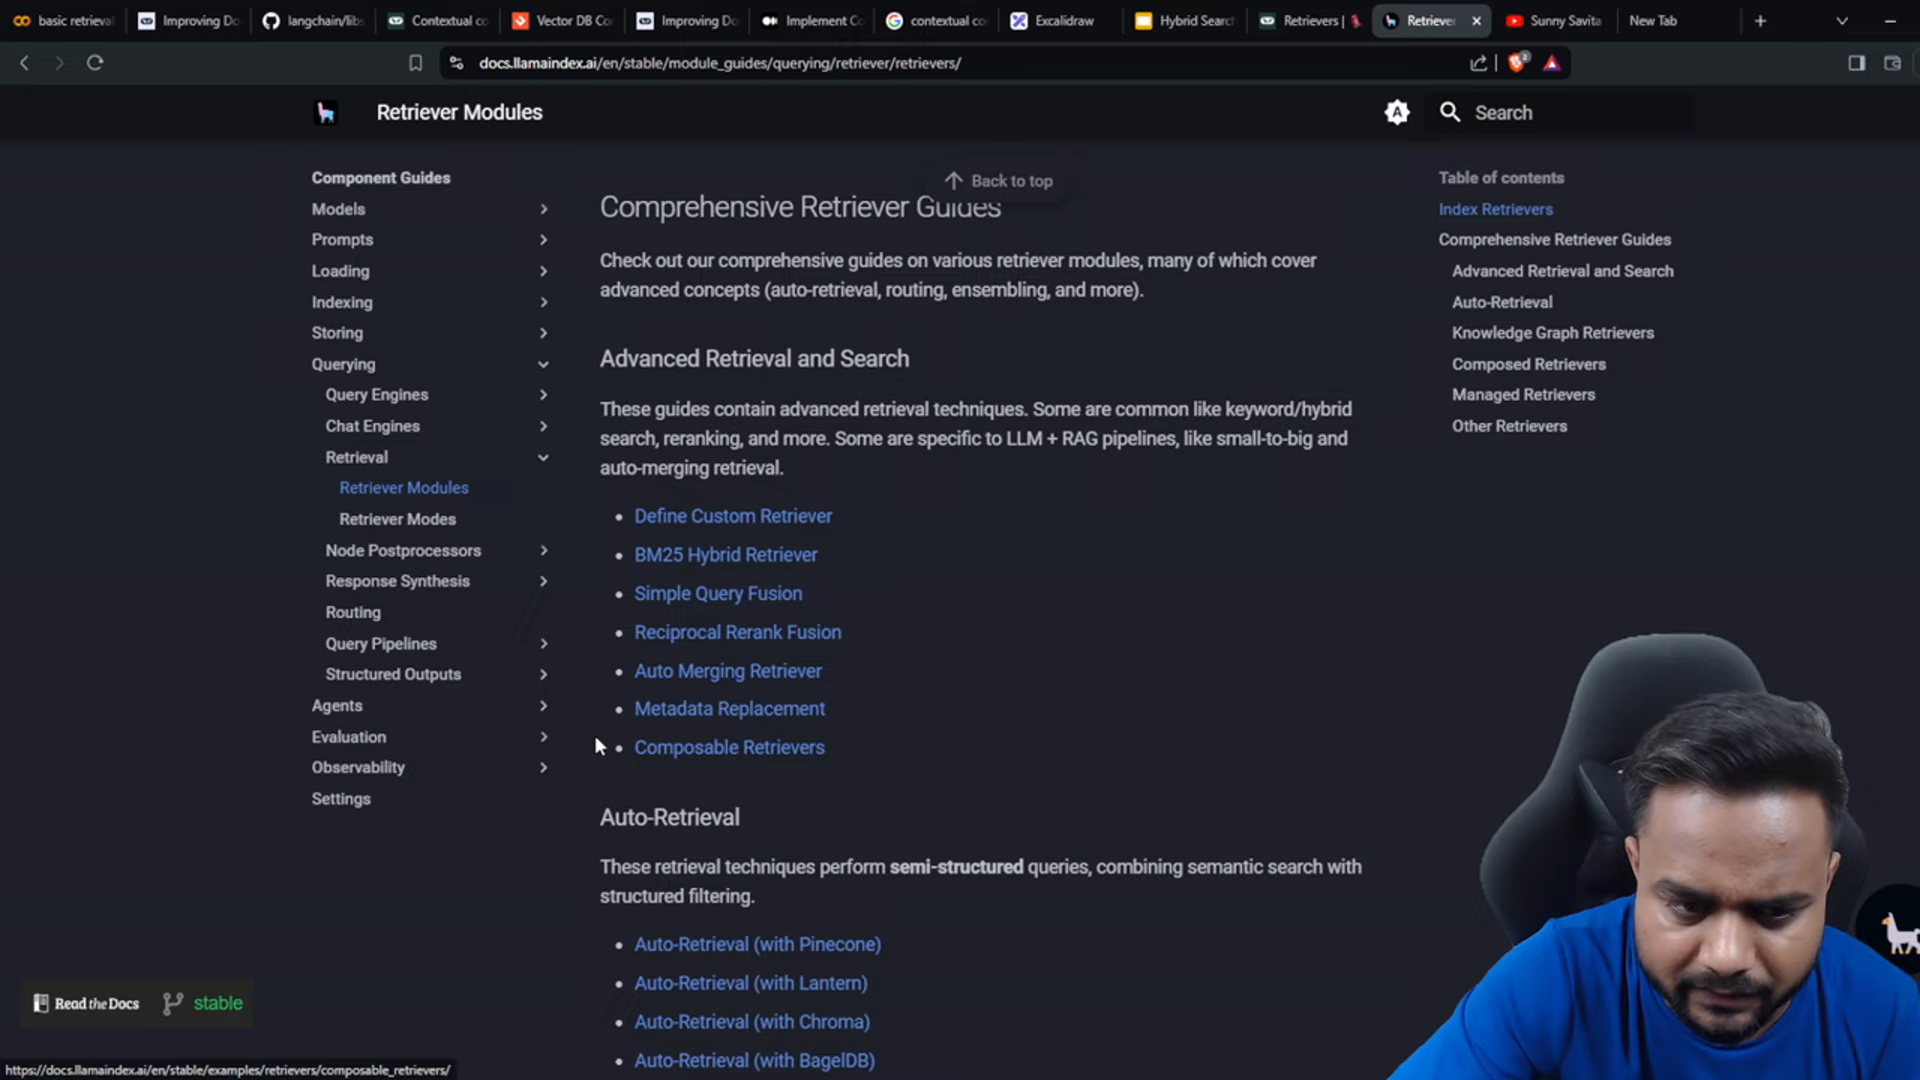 basic retrieval
Improving Do
langchain/libs
Contextual co
Vector DB Co
Improving Do
Implement Co
contextual co
Excalidraw
Hybrid Search
Retrievers |
Retriever
Sunny Savita
New Tab
docs.llamaindex.ai/en/stable/module_guides/querying/retriever/retrievers/
Retriever Modules
Search
Component Guides
Models
Prompts
Loading
Indexing
Storing
Querying
Query Engines
Chat Engines
Retrieval
Retriever Modules
Retriever Modes
Node Postprocessors
Response Synthesis
Routing
Query Pipelines
Structured Outputs
Agents
Evaluation
Observability
Settings
Back to top
Comprehensive Retriever Guides
Check out our comprehensive guides on various retriever modules, many of which cover
advanced concepts (auto-retrieval, routing, ensembling, and more).
Advanced Retrieval and Search
These guides contain advanced retrieval techniques. Some are common like keyword/hybrid
search, reranking, and more. Some are specific to LLM + RAG pipelines, like small-to-big and
auto-merging retrieval.
Define Custom Retriever
BM25 Hybrid Retriever
Simple Query Fusion
Reciprocal Rerank Fusion
Auto Merging Retriever
Metadata Replacement
Composable Retrievers
Auto-Retrieval
These retrieval techniques perform semi-structured queries, combining semantic search with
structured filtering.
Auto-Retrieval (with Pinecone)
Auto-Retrieval (with Lantern)
Auto-Retrieval (with Chroma)
Auto-Retrieval (with BagelDB)
Table of contents
Index Retrievers
Comprehensive Retriever Guides
Advanced Retrieval and Search
Auto-Retrieval
Knowledge Graph Retrievers
Composed Retrievers
Managed Retrievers
Other Retrievers
Read the Docs
stable
https://docs.llamaindex.ai/en/stable/examples/retrievers/composable_retrievers/